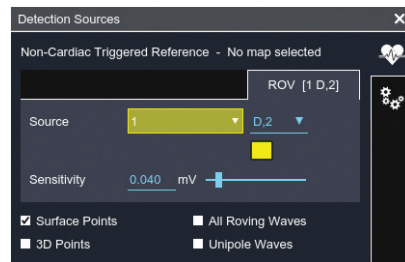 Detection Sources
Non-Cardiac Triggered Reference - No map selected
ROV [1 D,2]
Source 1 D,2
Sensitivity 0.040 mV
Surface Points All Roving Waves
3D Points Unipole Waves